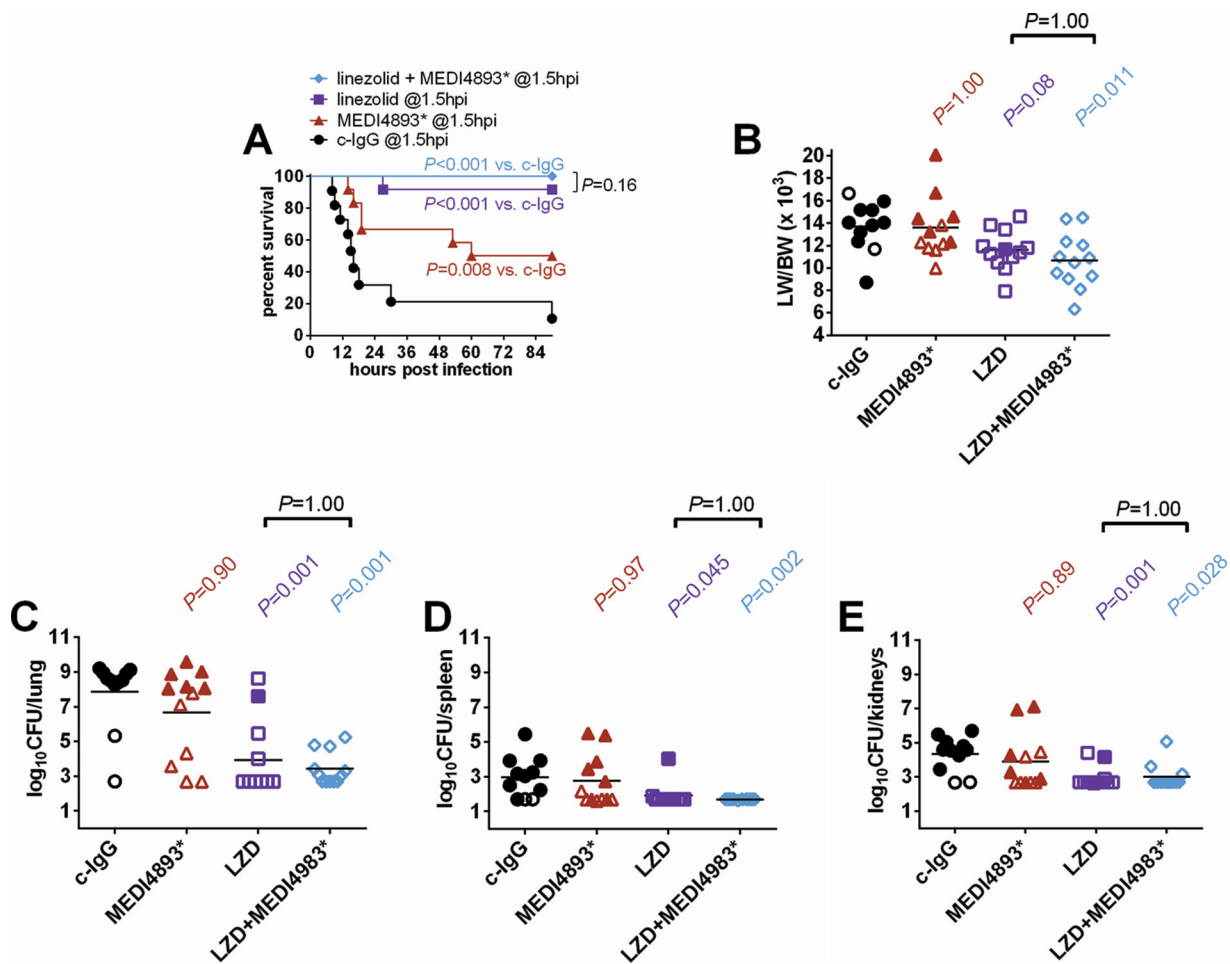 P=1.00
linezolid + MEDI4893* @1.5hpi
linezolid @1.5hpi
MEDI4893* @1.5hpi
c-IgG @1.5hpi
A
P<0.001 vs. c-IgG
P=0.16
P<0.001 vs. c-IgG
P=0.008 vs. c-IgG
percent survival
100
80
60
40
20
0
0 12 24 36 48 60 72 84
hours post infection
B
P=1.00
P=0.08
P=0.011
LW/BW (x 10³)
20
18
16
14
12
10
8
6
4
c-IgG
MEDI4893*
LZD
LZD+MEDI4983*
P=1.00
P=0.90
P=0.001
P=0.001
C
log₁₀CFU/lung
11
9
7
5
3
1
c-IgG
MEDI4893*
LZD
LZD+MEDI4983*
P=1.00
P=0.97
P=0.045
P=0.002
D
log₁₀CFU/spleen
11
9
7
5
3
1
c-IgG
MEDI4893*
LZD
LZD+MEDI4983*
P=1.00
P=0.89
P=0.001
P=0.028
E
log₁₀CFU/kidneys
11
9
7
5
3
1
c-IgG
MEDI4893*
LZD
LZD+MEDI4983*